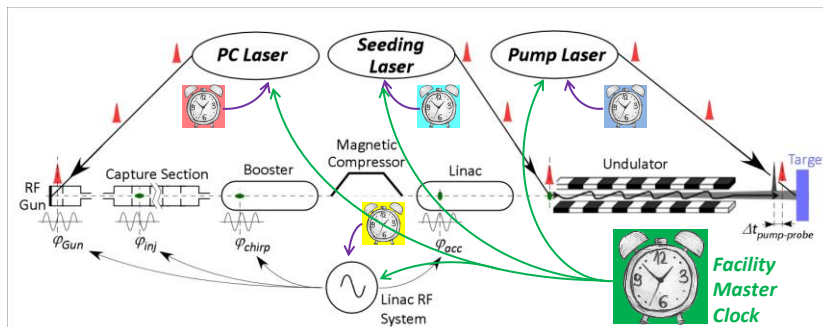 PC Laser
Seeding
Laser
Pump Laser
Magnetic
Compressor
RF
Gun
Capture Section
Booster
Linac
Undulator
Target
φGun
φinj
φchirp
φacc
Δtpump-probe
Linac RF
System
Facility
Master
Clock